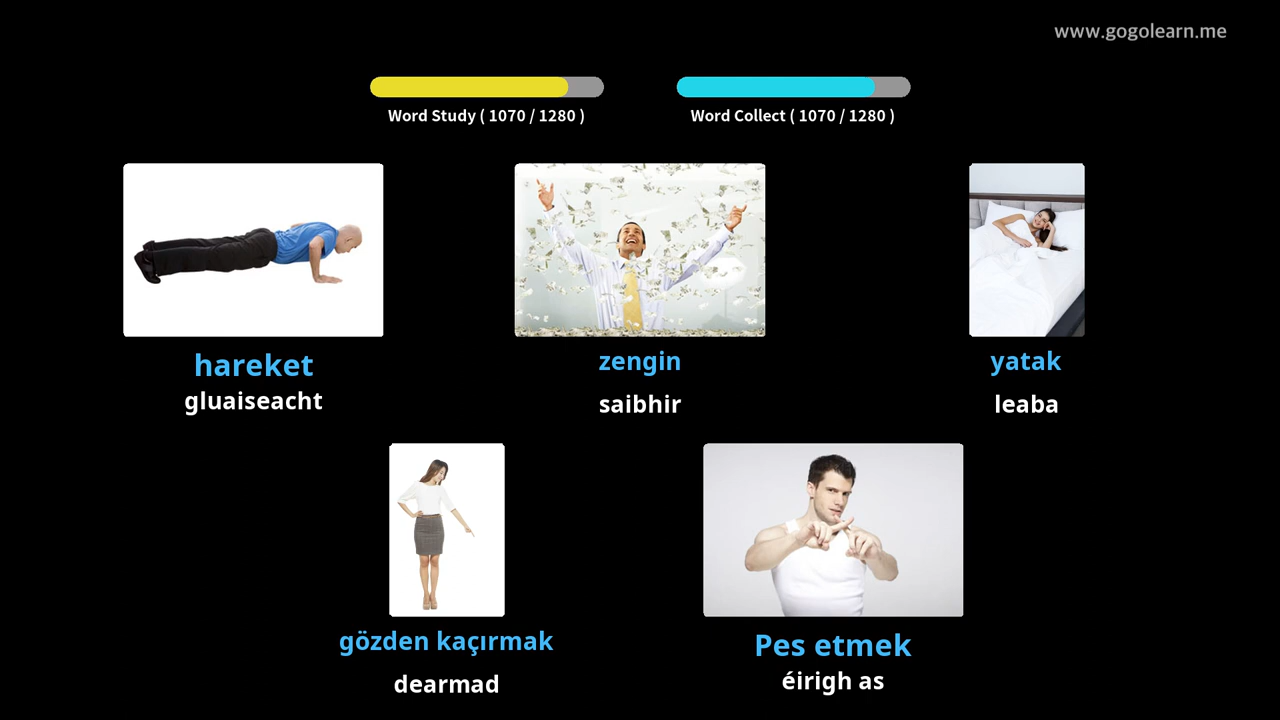 www.gogolearn.me
Word Study ( 1070 / 1280 )
Word Collect ( 1070 / 1280 )
hareket
gluaiseacht
zengin
saibhir
yatak
leaba
gözden kaçırmak
dearmad
Pes etmek
éirigh as